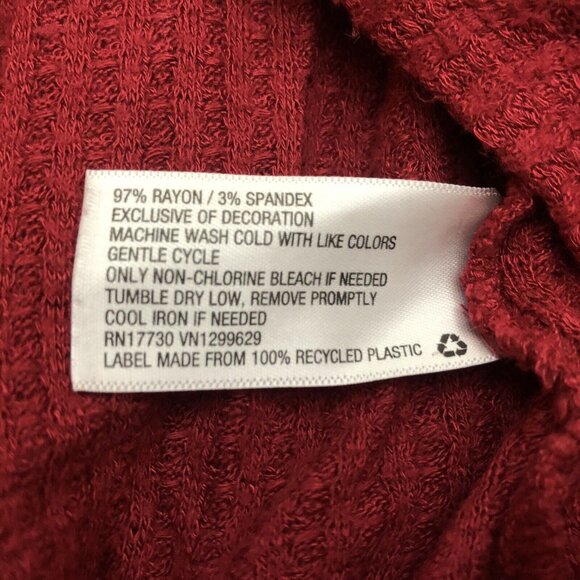 97% RAYON / 3% SPANDEX
EXCLUSIVE OF DECORATION
MACHINE WASH COLD WITH LIKE COLORS
GENTLE CYCLE
ONLY NON-CHLORINE BLEACH IF NEEDED
TUMBLE DRY LOW, REMOVE PROMPTLY
COOL IRON IF NEEDED
RN17730 VN1299629
LABEL MADE FROM 100% RECYCLED PLASTIC